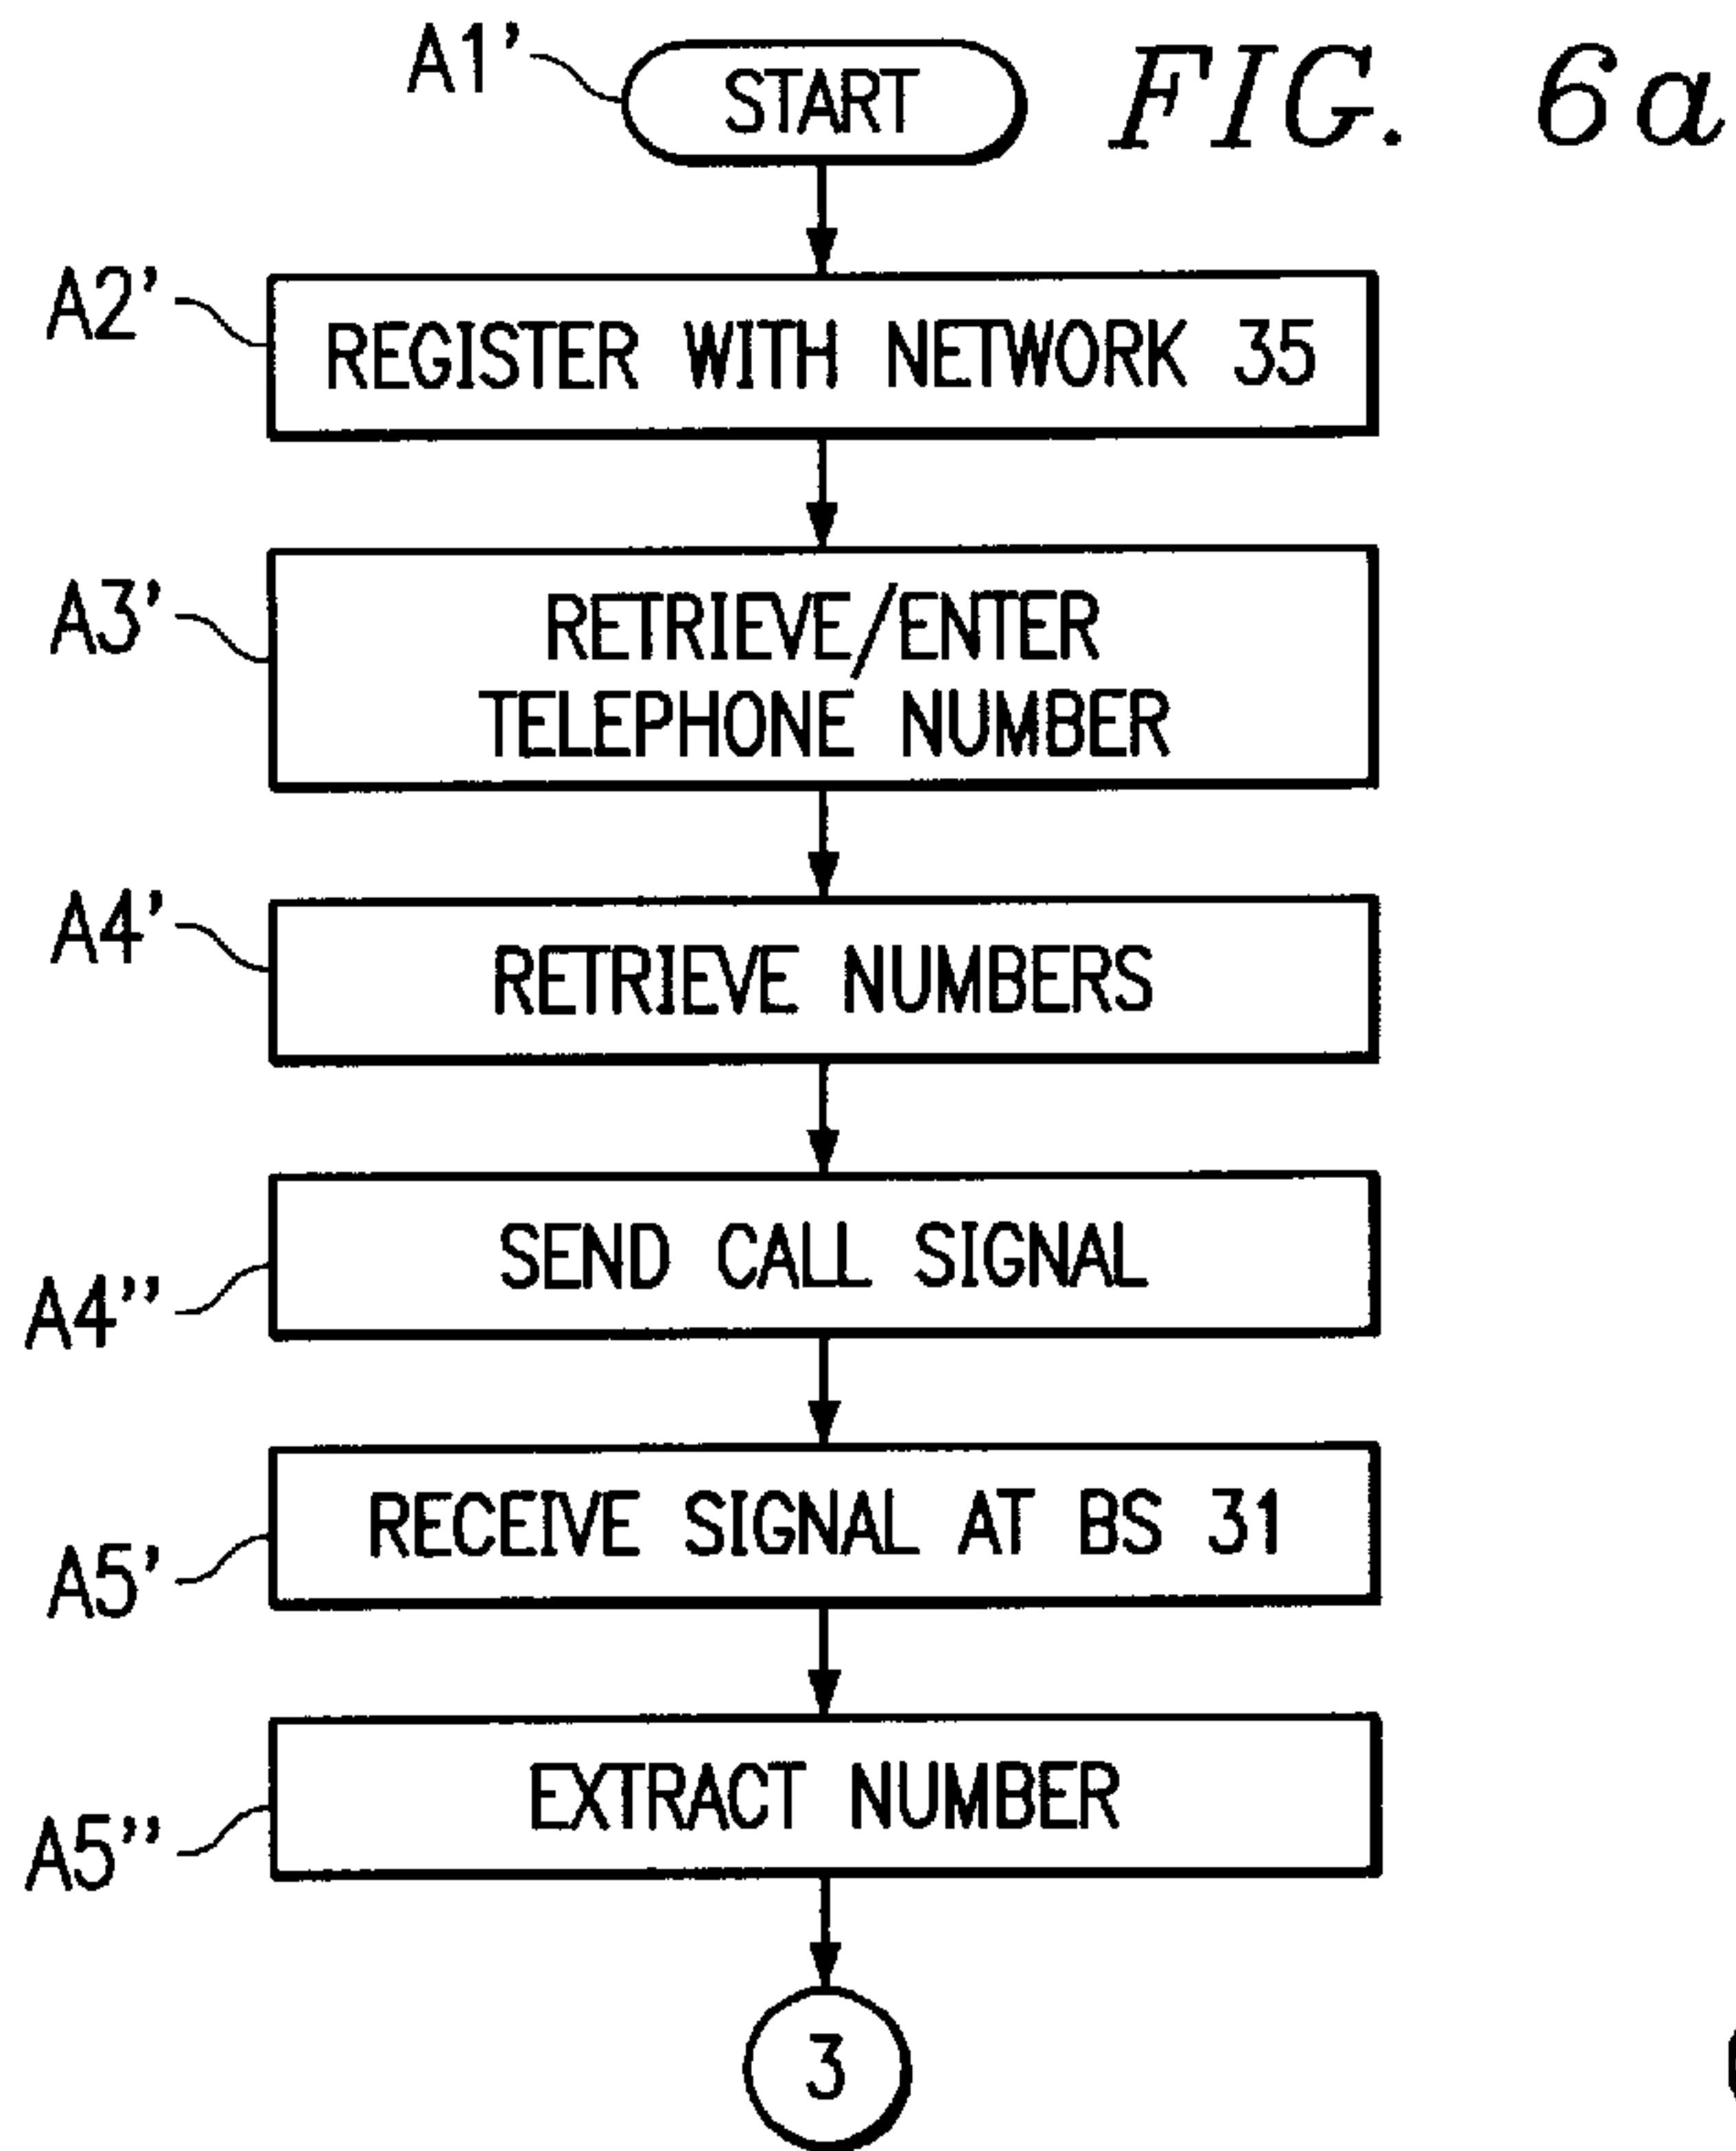 A1' START FIG. 6a
A2' REGISTER WITH NETWORK 35
A3' RETRIEVE/ENTER
TELEPHONE NUMBER
A4' RETRIEVE NUMBERS
A4" SEND CALL SIGNAL
A5' RECEIVE SIGNAL AT BS 31
A5" EXTRACT NUMBER
3